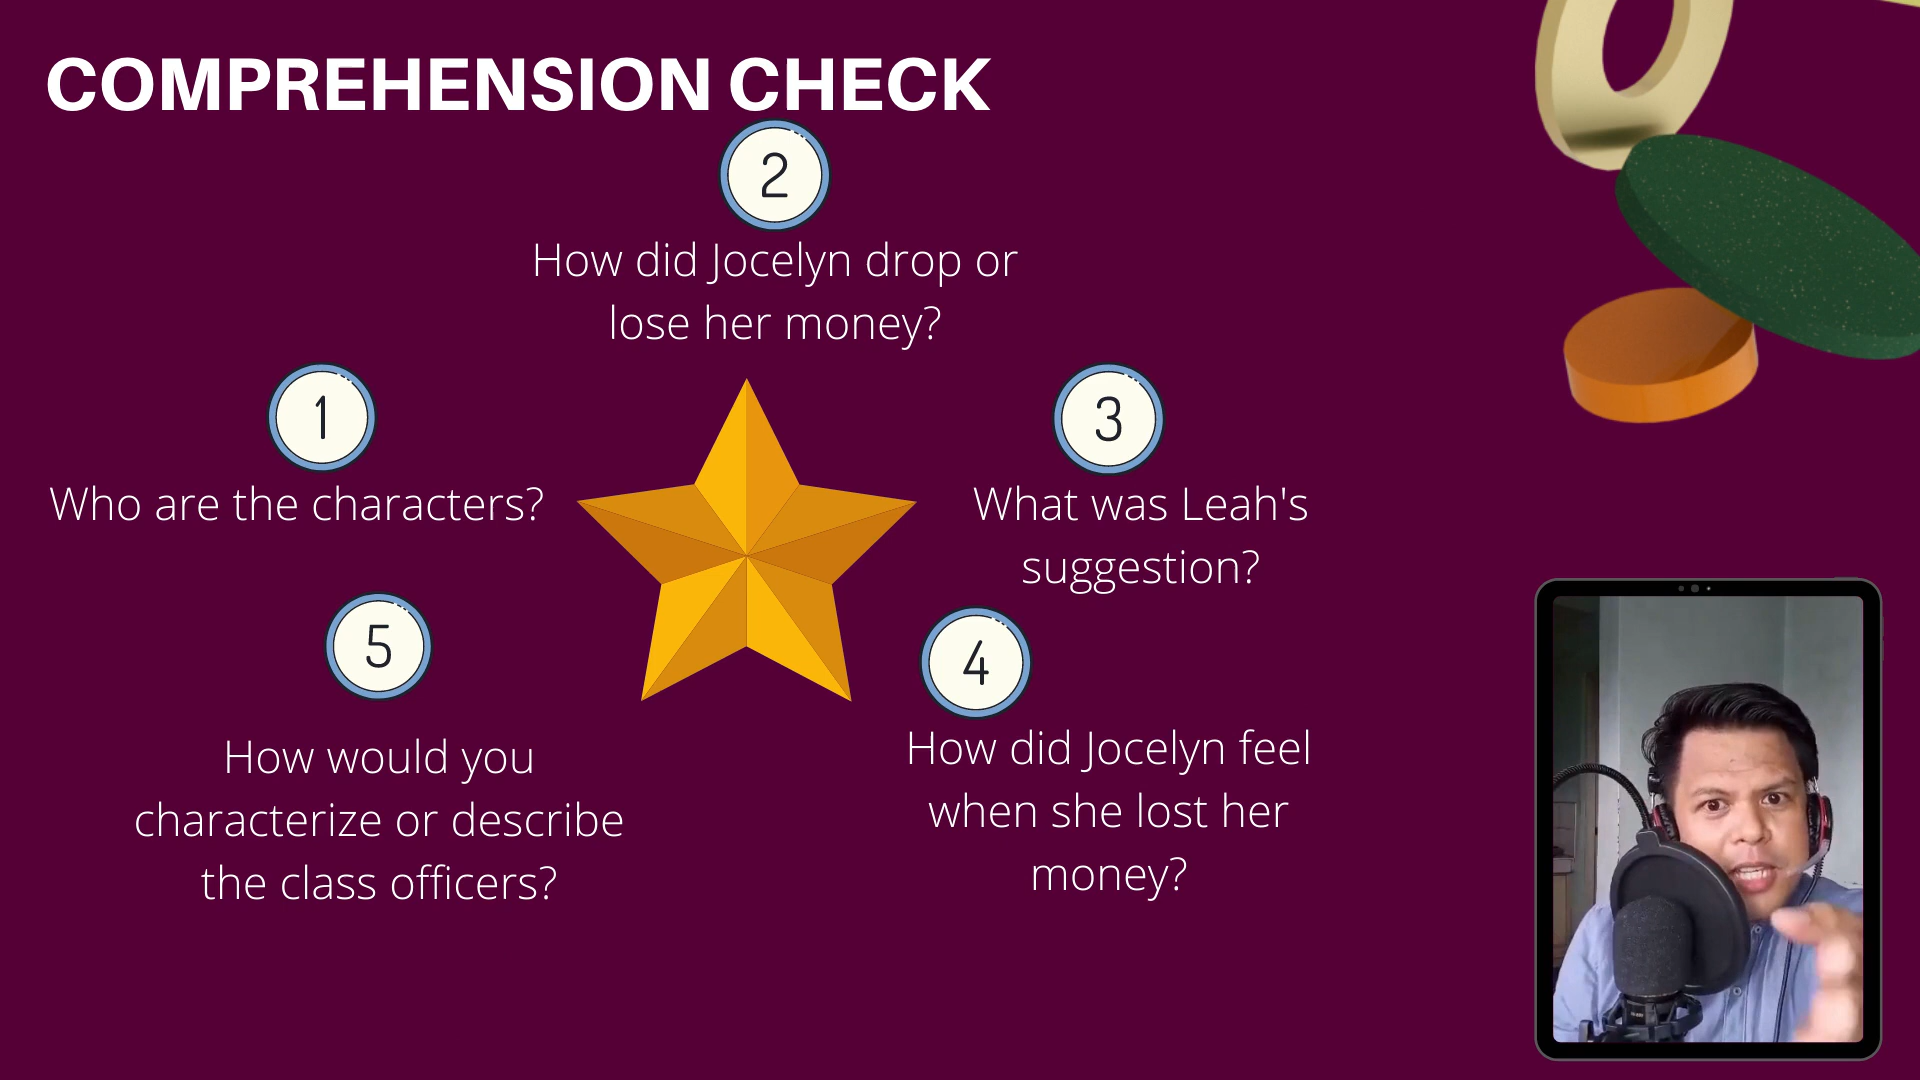 COMPREHENSION CHECK
1
Who are the characters?
2
How did Jocelyn drop or
lose her money?
3
What was Leah's
suggestion?
4
How did Jocelyn feel
when she lost her
money?
5
How would you
characterize or describe
the class officers?